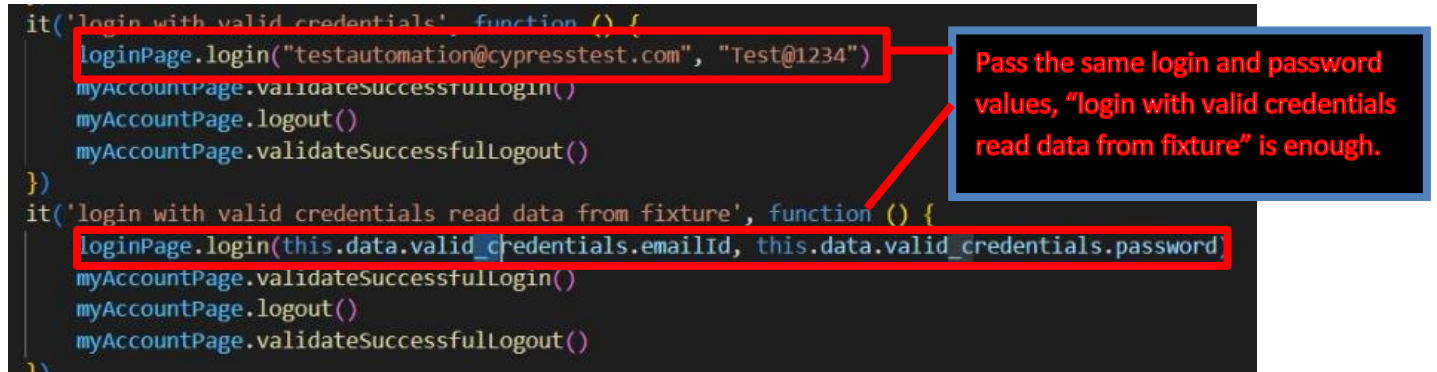 it('login with valid credentials', function () {
loginPage.login("testautomation@cypresstest.com", "Test@1234")
myAccountPage.validateSuccessfulLogin()
myAccountPage.logout()
myAccountPage.validateSuccessfulLogout()
})
it('login with valid credentials read data from fixture', function () {
loginPage.login(this.data.valid_credentials.emailId, this.data.valid_credentials.password)
myAccountPage.validateSuccessfulLogin()
myAccountPage.logout()
myAccountPage.validateSuccessfulLogout()
})
Pass the same login and password
values, “login with valid credentials
read data from fixture” is enough.